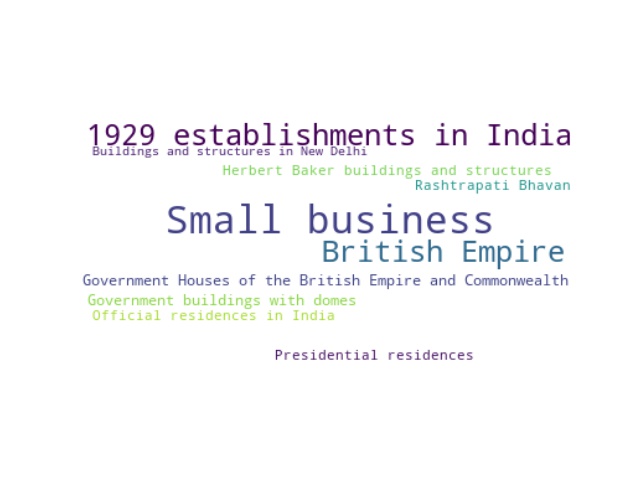 1929 establishments in India
Buildings and structures in New Delhi
Herbert Baker buildings and structures
Rashtrapati Bhavan
Small business
British Empire
Government Houses of the British Empire and Commonwealth
Government buildings with domes
Official residences in India
Presidential residences